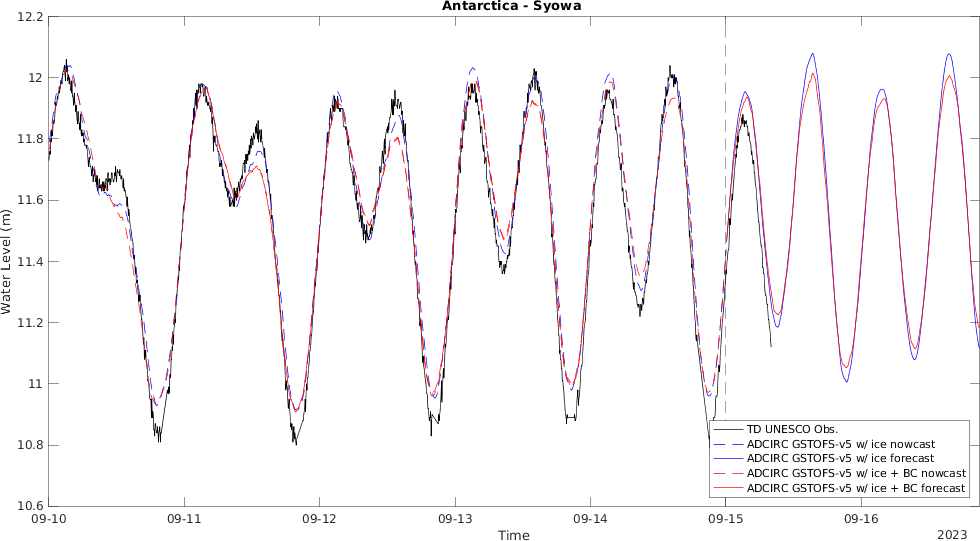 Antarctica - Syowa
12.2
12
11.8
11.6
11.4
11.2
11
10.8
10.6
Water Level (m)
09-10
09-11
09-12
09-13
09-14
09-15
09-16
Time
2023
TD UNESCO Obs.
ADCIRC GSTOFS-v5 w/ ice nowcast
ADCIRC GSTOFS-v5 w/ ice forecast
ADCIRC GSTOFS-v5 w/ ice + BC nowcast
ADCIRC GSTOFS-v5 w/ ice + BC forecast